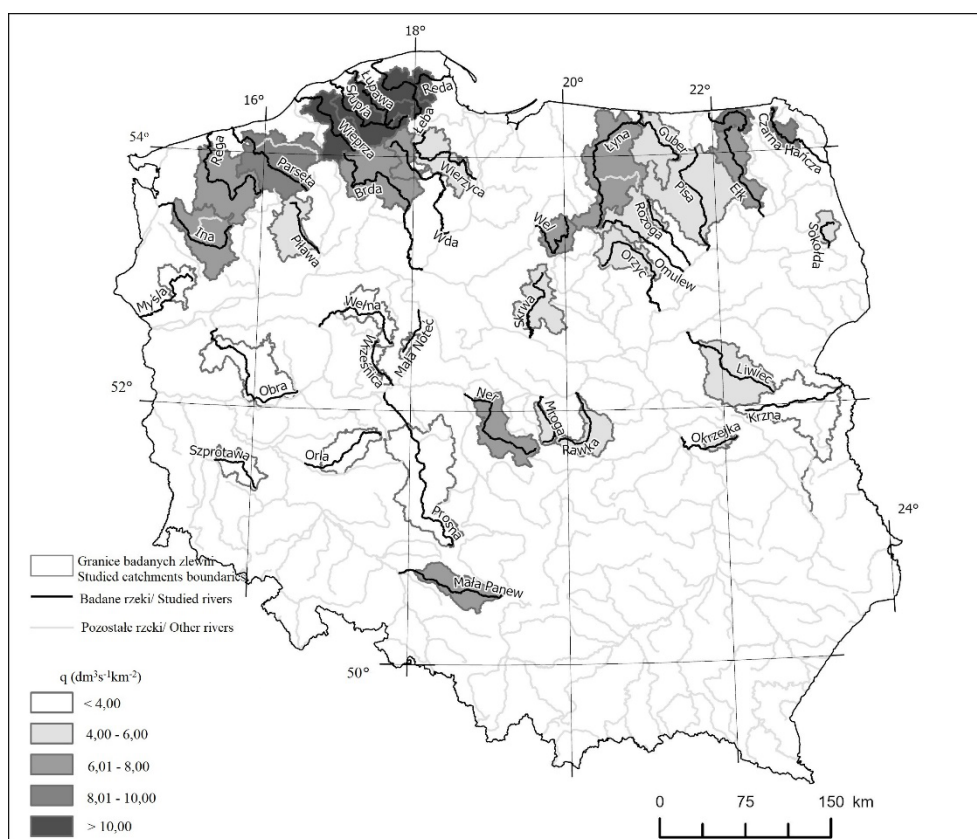 18°
20°
22°
16°
54°
Reda
Łupawa
Słupia
Łeba
Wieprza
Rega
Parsęta
Brda
Wierzyca
Wda
Łyna
Guber
Pisa
Ełk
Czarna Hańcza
Ina
Piława
Wel
Rozoga
Omulew
Orzyc
Sokołda
Myśla
Wełna
Wrześnica
Mała Noteć
Skrwa
52°
Obra
Ner
Mroga
Rawka
Liwiec
Krzna
Okrzejka
Szprotawa
Orla
Prosna
24°
Mała Panew
50°
Granice badanych zlewni
Studied catchments boundaries
Badane rzeki/ Studied rivers
Pozostałe rzeki/ Other rivers
q (dm³s⁻¹km⁻²)
< 4,00
4,00 - 6,00
6,01 - 8,00
8,01 - 10,00
> 10,00
0 75 150 km